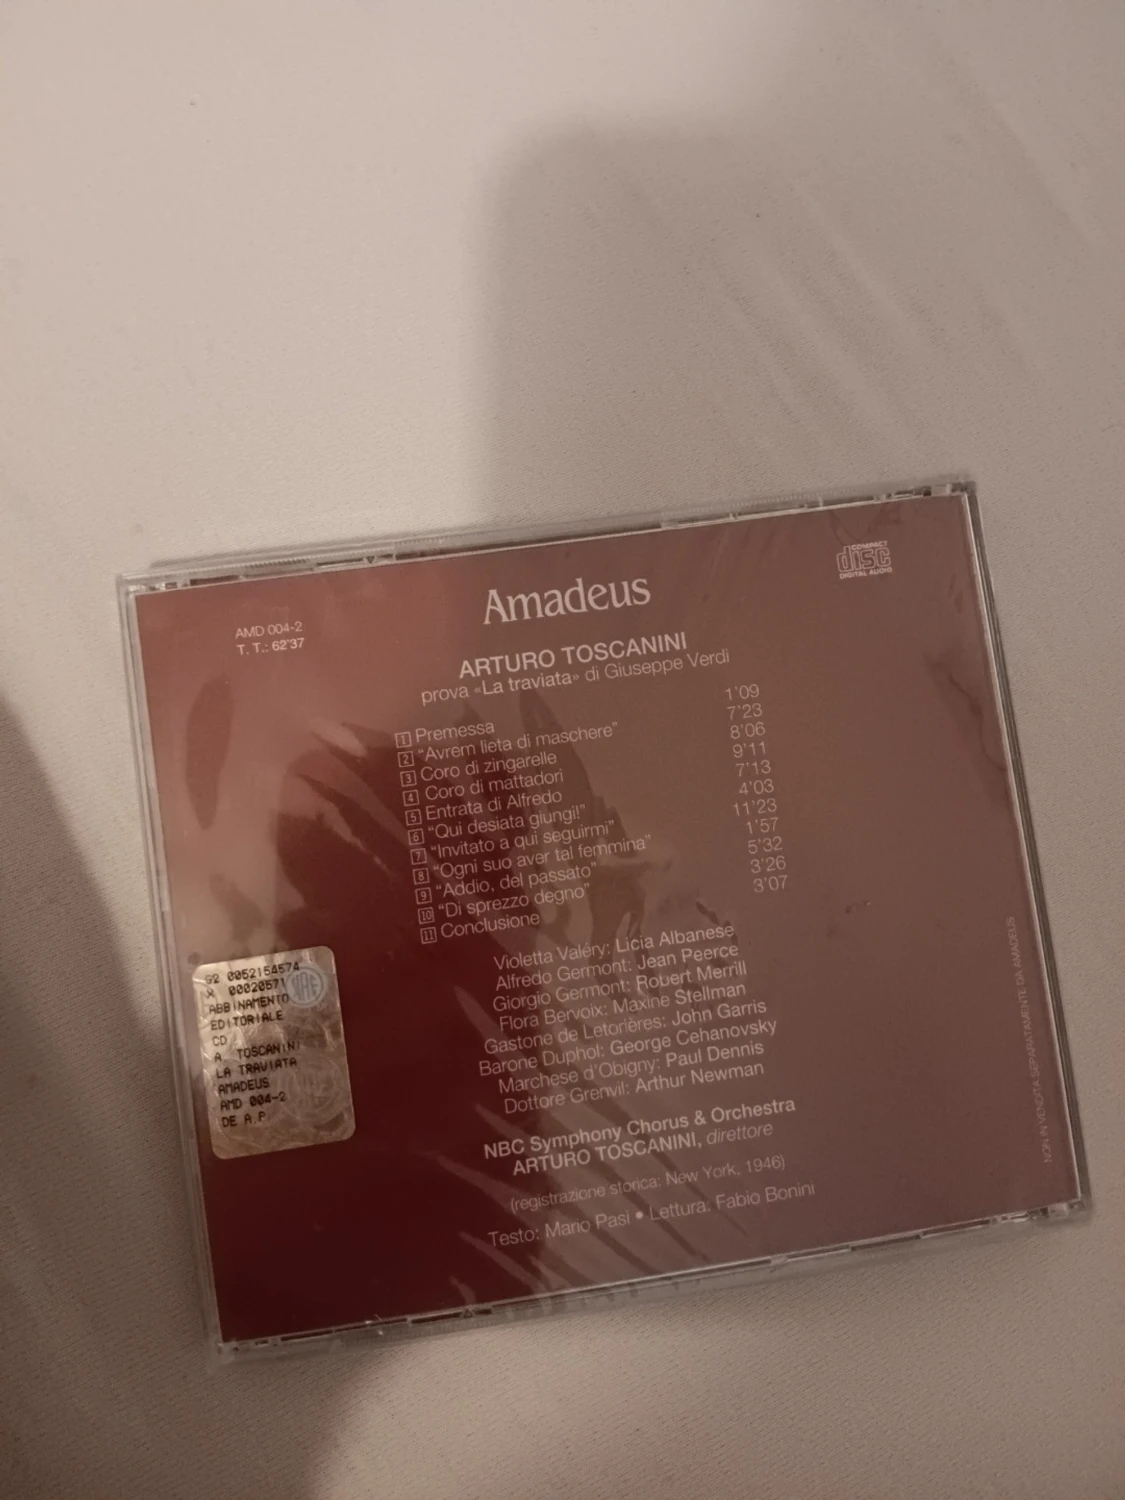 COMPACT
disc
DIGITAL AUDIO
Amadeus
AMD 004-2
T. T.: 62'37
ARTURO TOSCANINI
prova «La traviata» di Giuseppe Verdi
1 Premessa 1'09
2 "Avrem lieta di maschere" 7'23
3 Coro di zingarelle 8'06
4 Coro di mattadori 9'11
5 Entrata di Alfredo 7'13
6 "Qui desiata giungi!" 4'03
7 "Invitato a qui seguirmi" 11'23
8 "Ogni suo aver tal femmina" 1'57
9 "Addio, del passato" 5'32
10 "Di sprezzo degno" 3'26
11 Conclusione 3'07
Violetta Valéry: Licia Albanese
Alfredo Germont: Jean Peerce
Giorgio Germont: Robert Merrill
Flora Bervoix: Maxine Stellman
Gastone de Letorières: John Garris
Barone Duphol: George Cehanovsky
Marchese d'Obigny: Paul Dennis
Dottore Grenvil: Arthur Newman
NBC Symphony Chorus & Orchestra
ARTURO TOSCANINI, direttore
(registrazione storica: New York, 1946)
Testo: Mario Pasi • Lettura: Fabio Bonini
S2 0052154574
00020571
ABBINAMENTO
EDITORIALE
CD
A. TOSCANINI
LA TRAVIATA
AMADEUS
AMD 004-2
DE A.P.
NON IN VENDITA SEPARATAMENTE DA AMADEUS